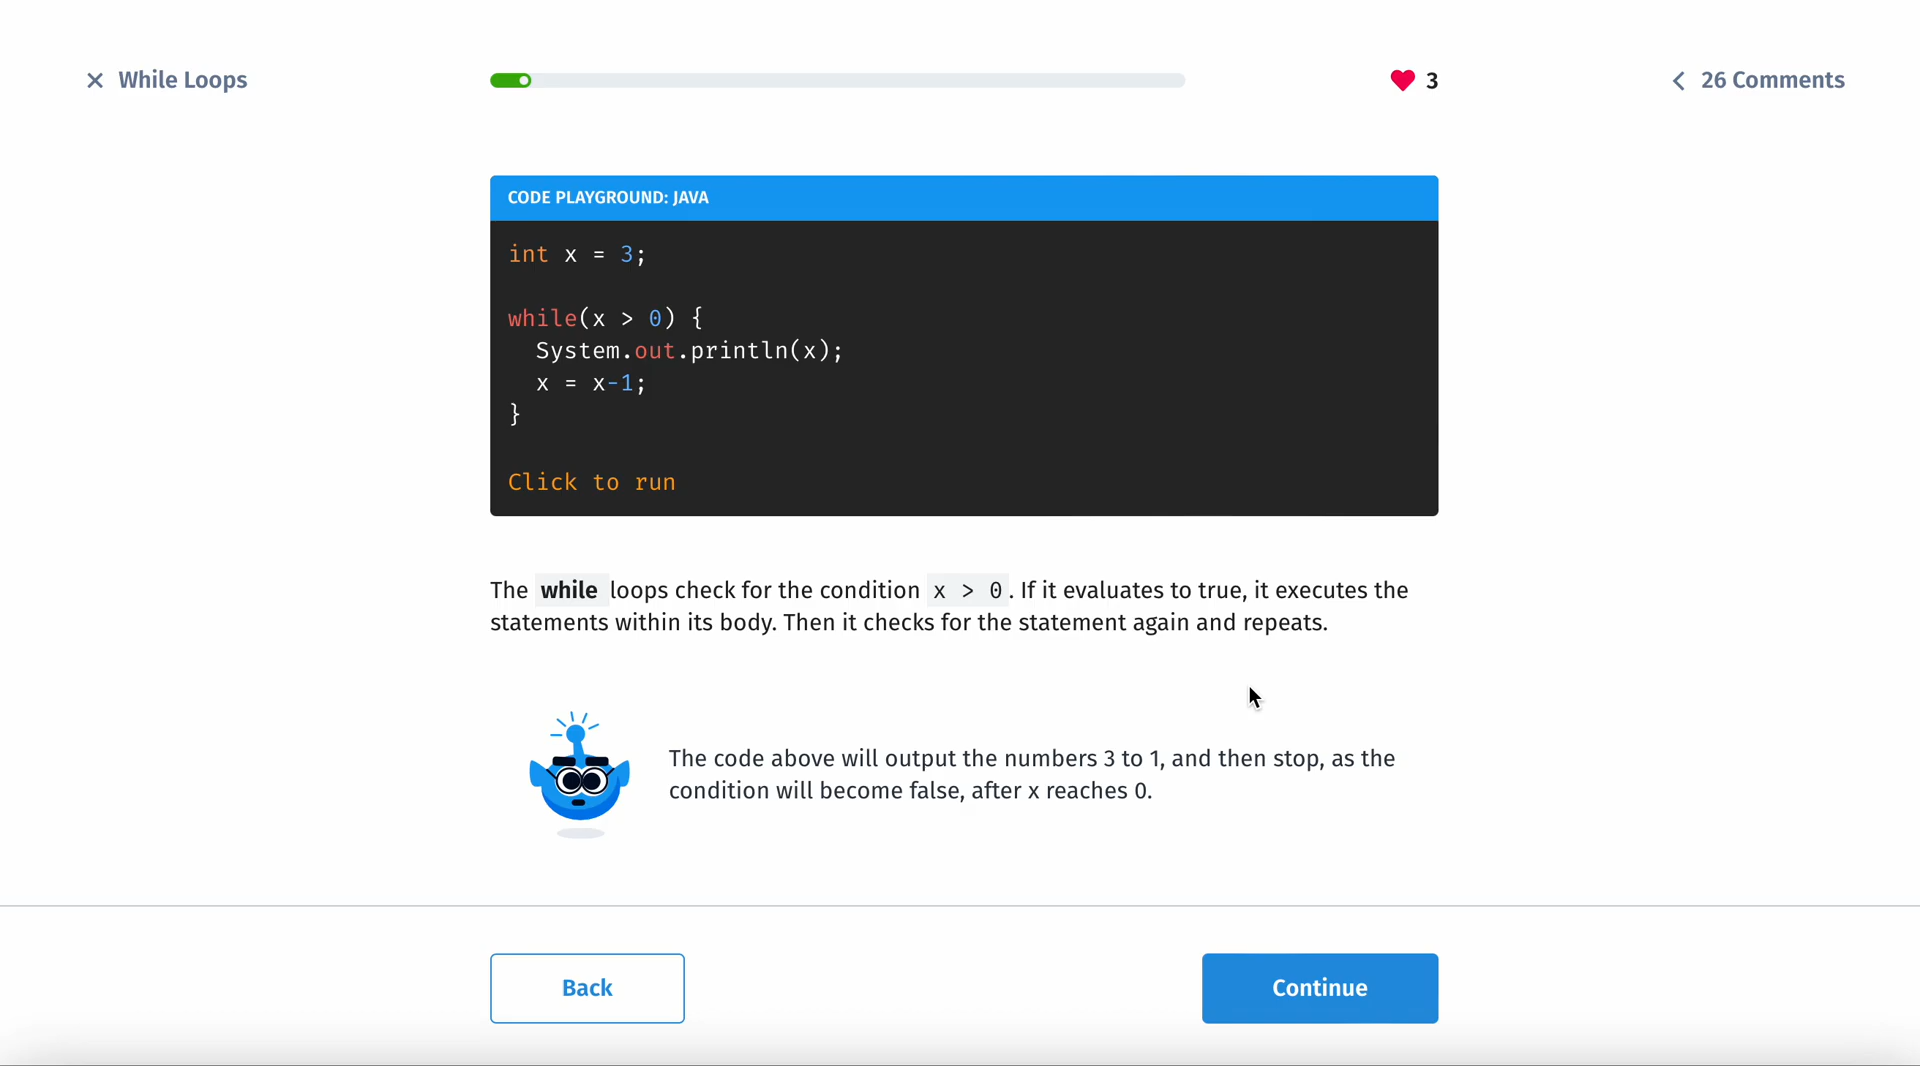 While Loops
3
26 Comments
CODE PLAYGROUND: JAVA
int x = 3;
while(x > 0) {
System.out.println(x);
x = x-1;
}
Click to run
The while loops check for the condition x > 0. If it evaluates to true, it executes the
statements within its body. Then it checks for the statement again and repeats.
The code above will output the numbers 3 to 1, and then stop, as the
condition will become false, after x reaches 0.
Back
Continue